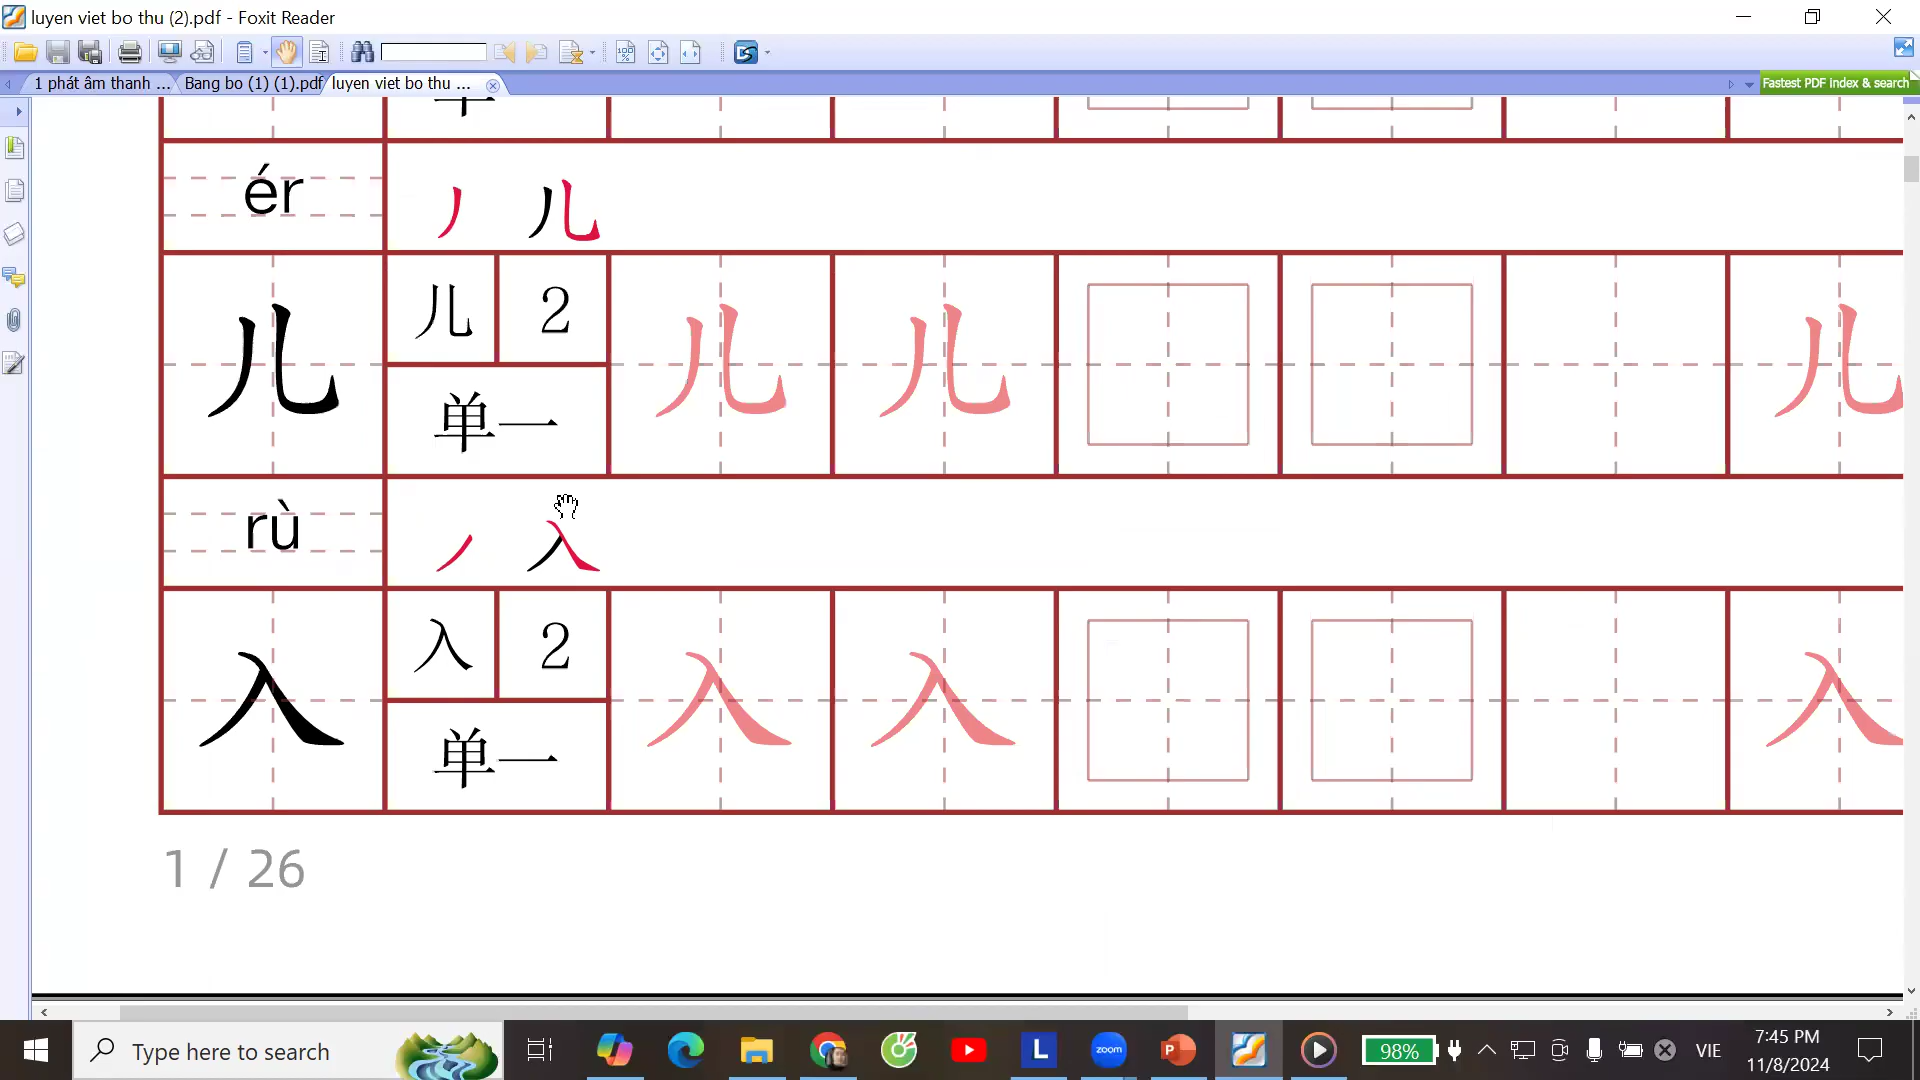 luyen viet bo thu (2).pdf - Foxit Reader
1 phát âm thanh ...
Bang bo (1) (1).pdf
luyen viet bo thu ...
Fastest PDF index & search
ér
丿 儿
儿 儿 2 儿 儿 儿
单一
rù
丿 入
入 入 2 入 入 入
单一
1 / 26
Type here to search
L
zoom
P
98%
VIE
7:45 PM
11/8/2024